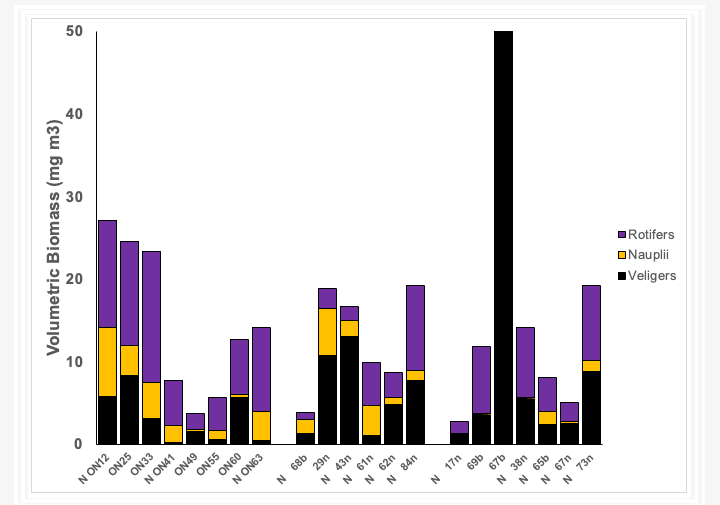 Volumetric Biomass (mg m3)
50
40
30
20
10
0
N ON12
ON25
ON33
N ON41
ON49
ON55
ON60
N ON63
N 68b
29n
N 43n
N 61n
N 62n
N 84n
N 17n
69b
67b
N 38n
N 65b
N 67n
N 73n
Rotifers
Nauplii
Veligers